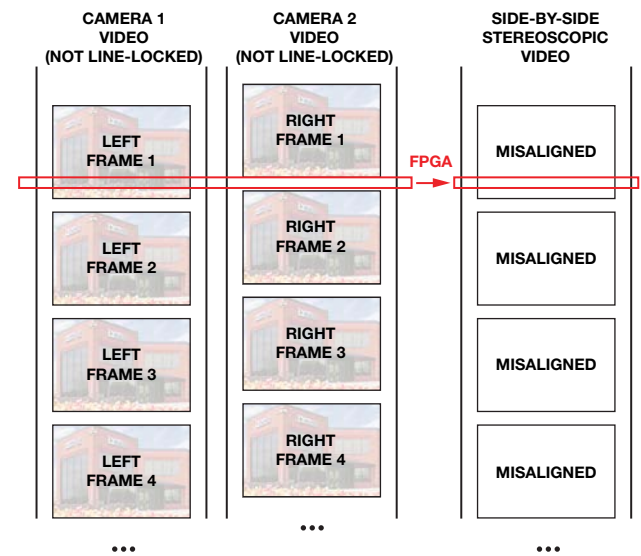 CAMERA 1
VIDEO
(NOT LINE-LOCKED)
CAMERA 2
VIDEO
(NOT LINE-LOCKED)
SIDE-BY-SIDE
STEREOSCOPIC
VIDEO
LEFT
FRAME 1
RIGHT
FRAME 1
FPGA
MISALIGNED
LEFT
FRAME 2
RIGHT
FRAME 2
MISALIGNED
LEFT
FRAME 3
RIGHT
FRAME 3
MISALIGNED
LEFT
FRAME 4
RIGHT
FRAME 4
MISALIGNED
•••
•••
•••